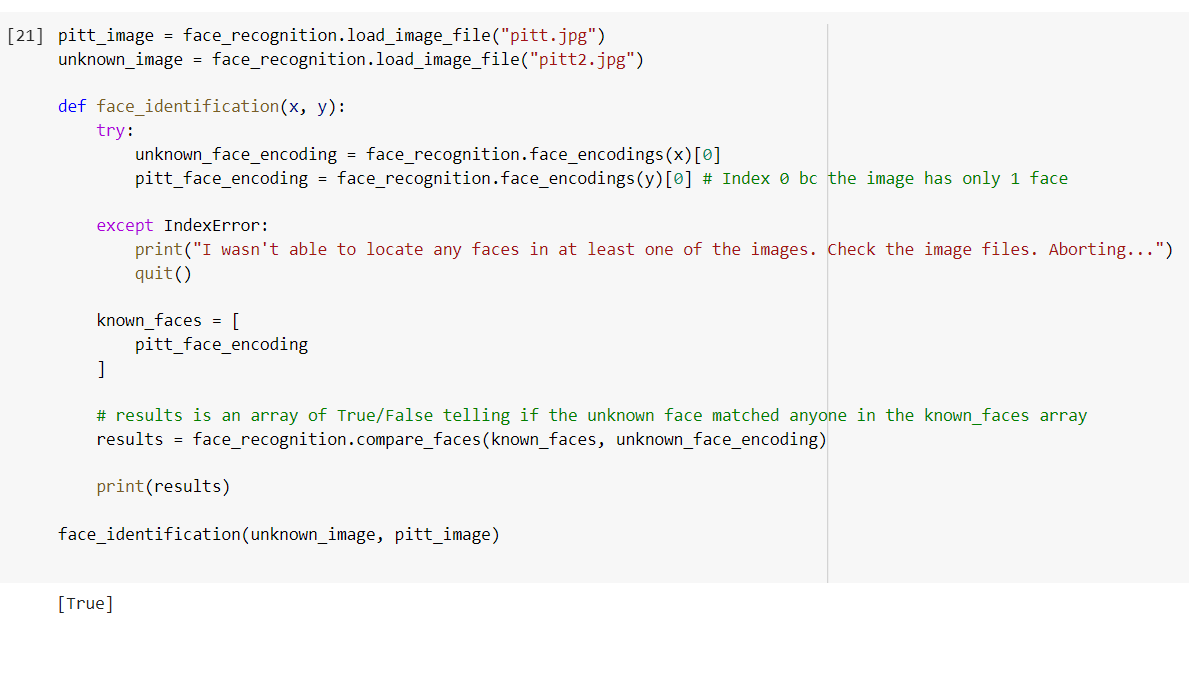 [21] pitt_image = face_recognition.load_image_file("pitt.jpg")
unknown_image = face_recognition.load_image_file("pitt2.jpg")
def face_identification(x, y):
try:
unknown_face_encoding = face_recognition.face_encodings(x)[0]
pitt_face_encoding = face_recognition.face_encodings(y)[0] # Index 0 bc the image has only 1 face
except IndexError:
print("I wasn't able to locate any faces in at least one of the images. Check the image files. Aborting...")
quit()
known_faces = [
pitt_face_encoding
]
# results is an array of True/False telling if the unknown face matched anyone in the known_faces array
results = face_recognition.compare_faces(known_faces, unknown_face_encoding)
print(results)
face_identification(unknown_image, pitt_image)
[True]